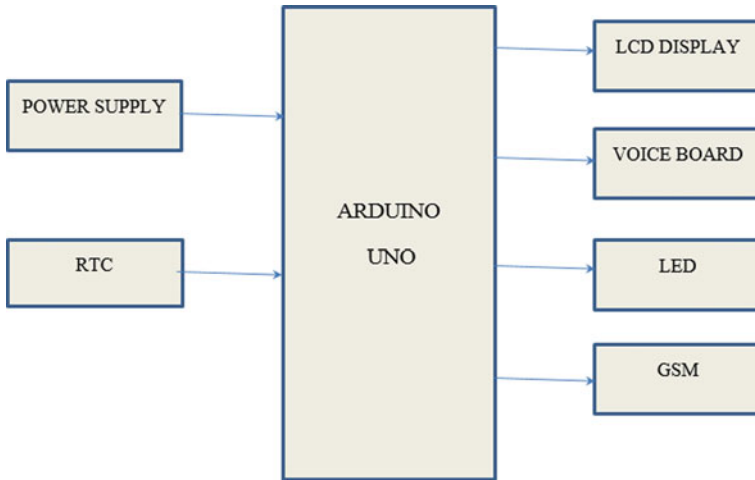 POWER SUPPLY
RTC
ARDUINO
UNO
LCD DISPLAY
VOICE BOARD
LED
GSM